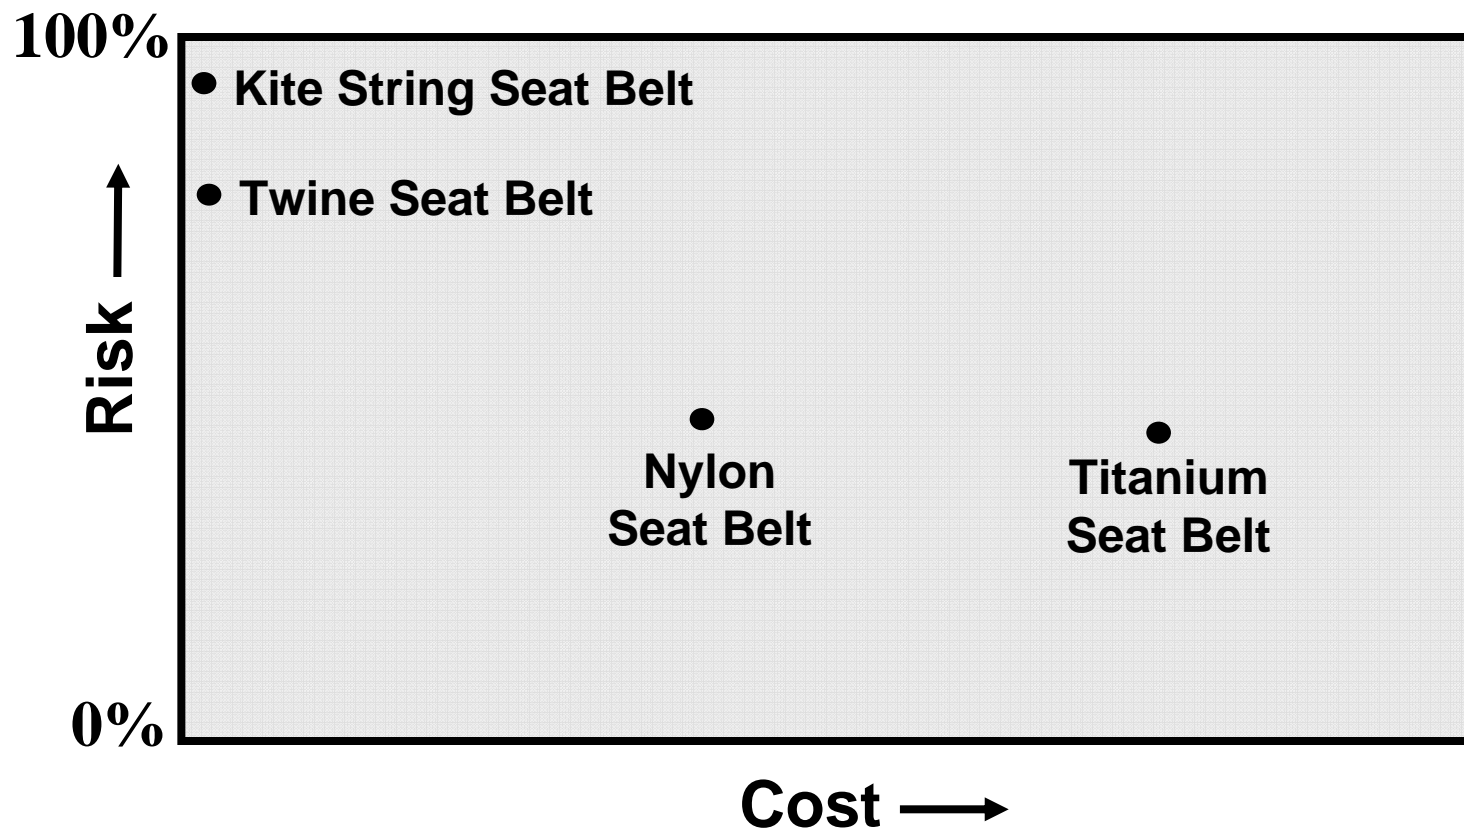 100%
Kite String Seat Belt
Twine Seat Belt
Risk
Nylon
Seat Belt
Titanium
Seat Belt
0%
Cost